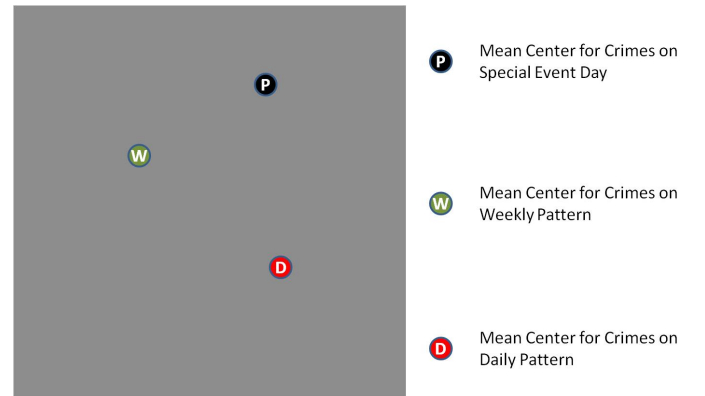 P
W
D
P
Mean Center for Crimes on
Special Event Day
W
Mean Center for Crimes on
Weekly Pattern
D
Mean Center for Crimes on
Daily Pattern